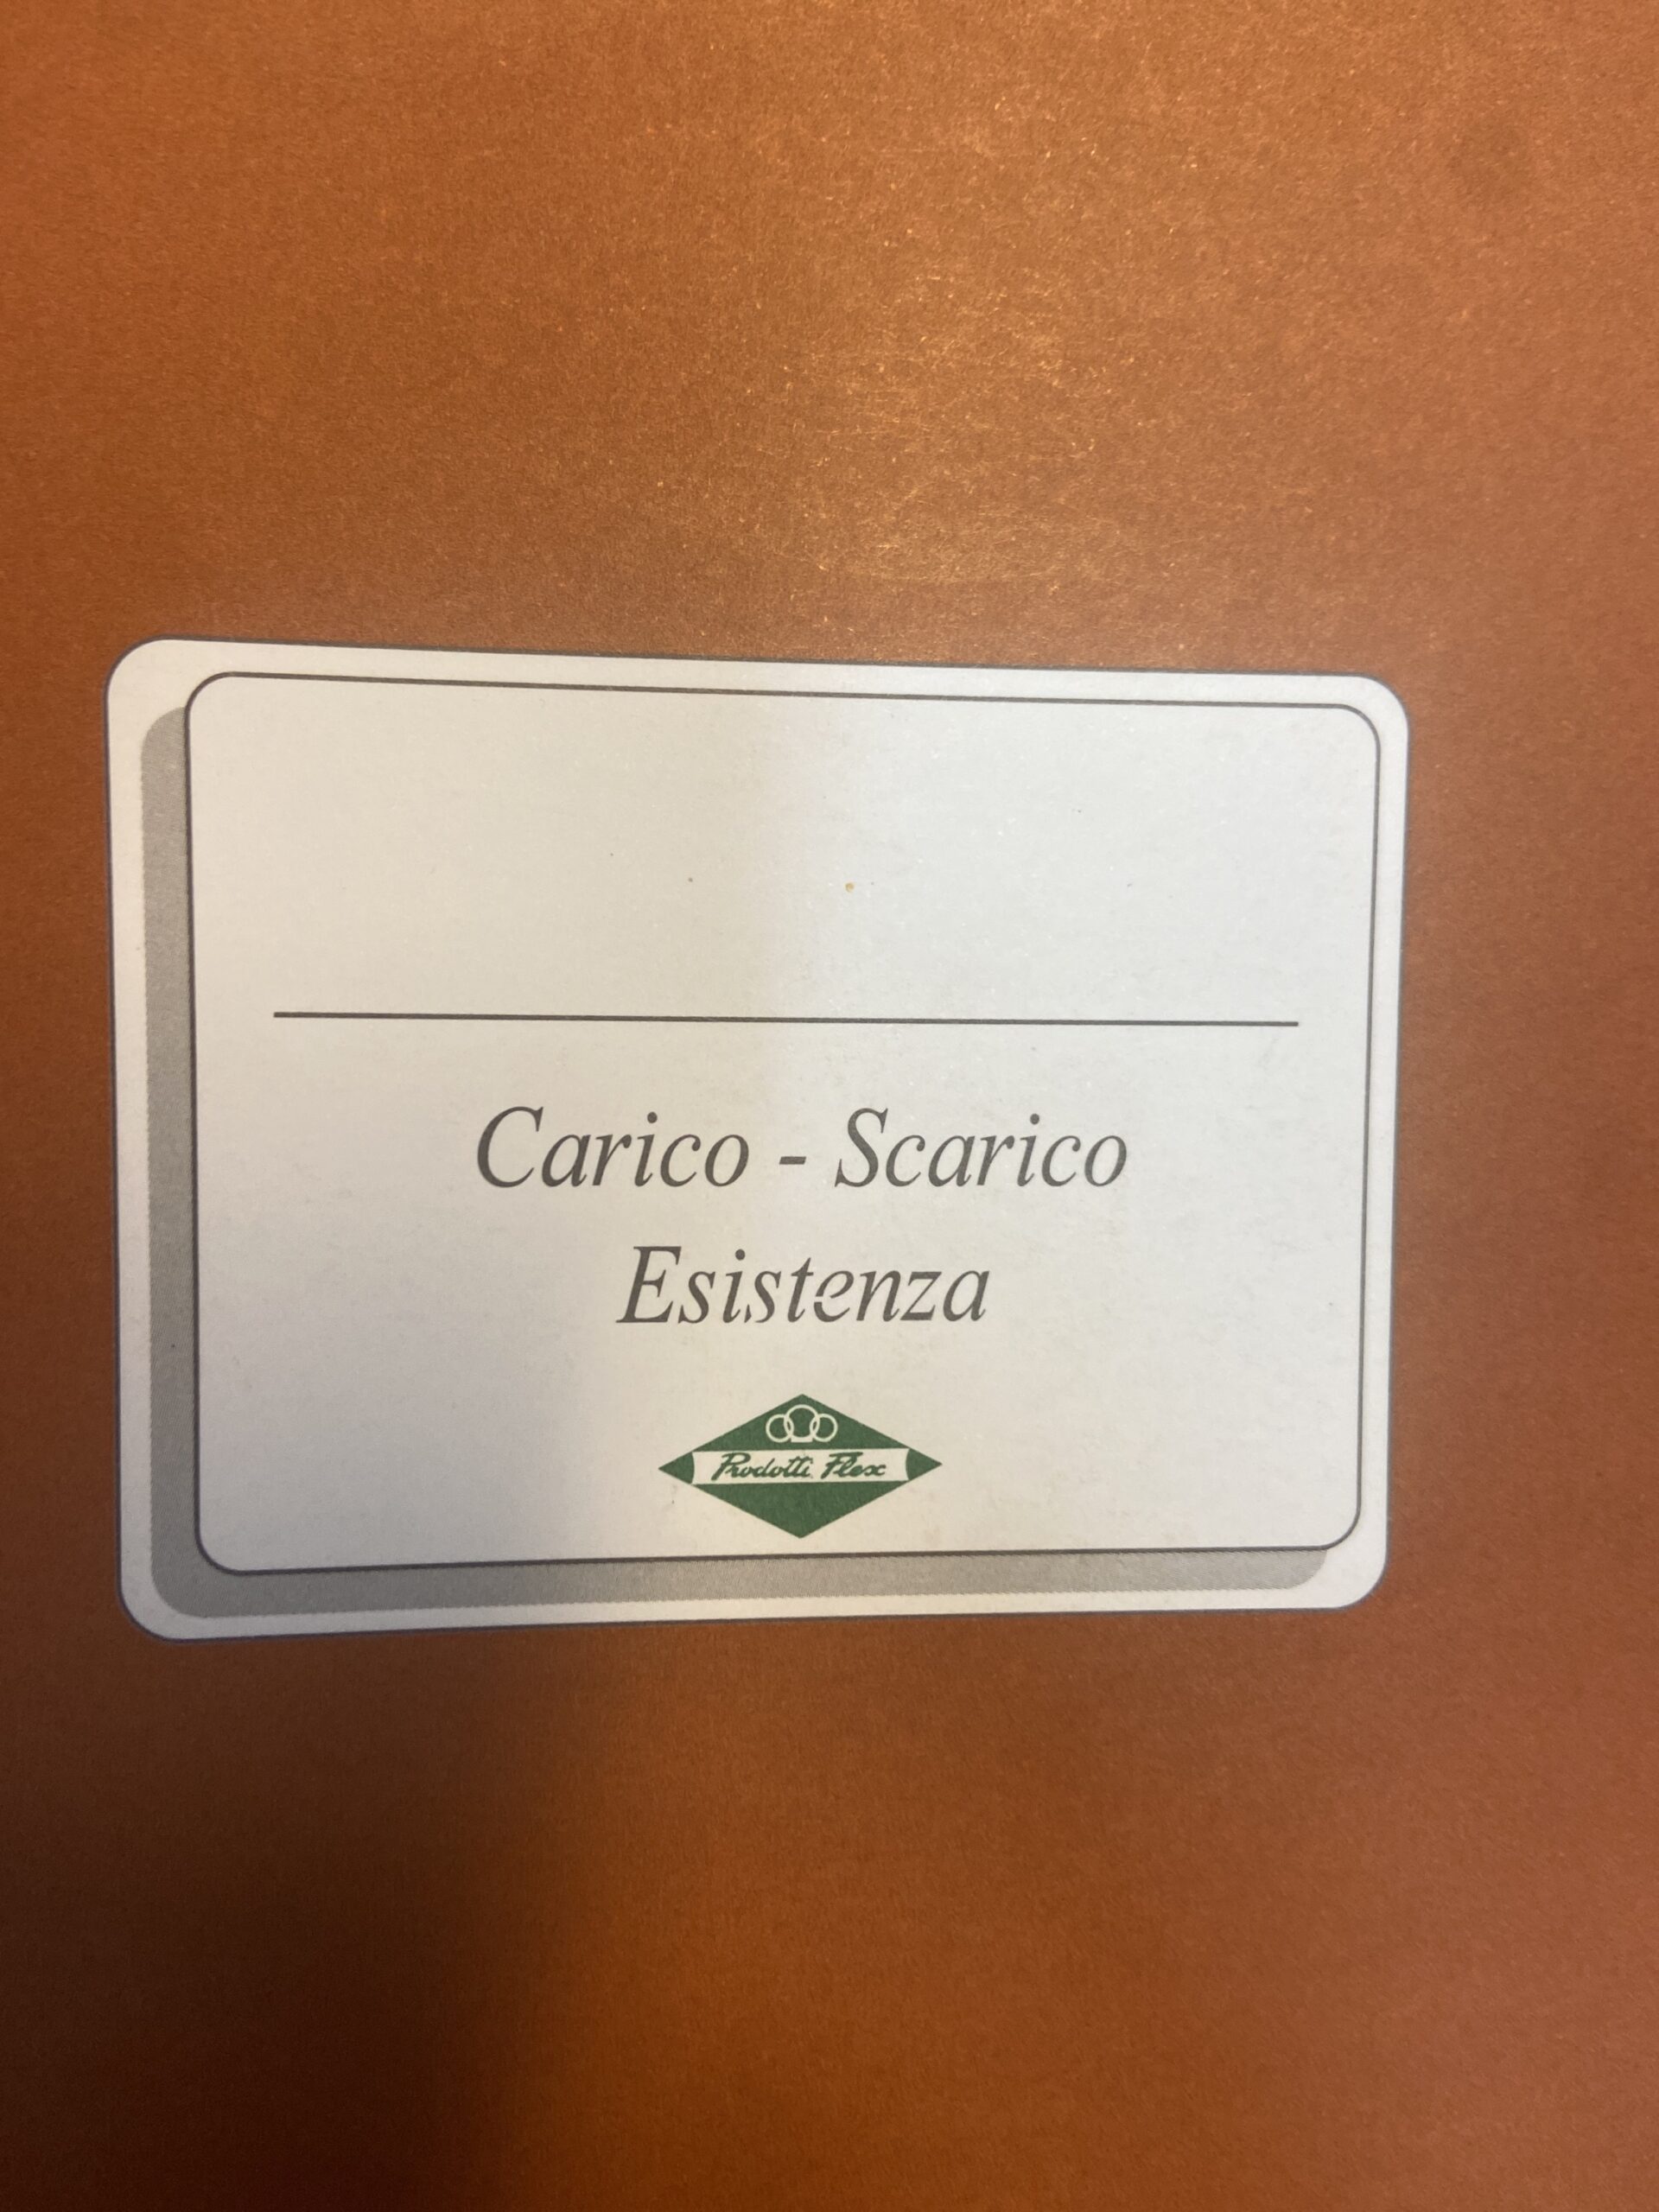 Carico - Scarico
Esistenza
Prodotti Flex